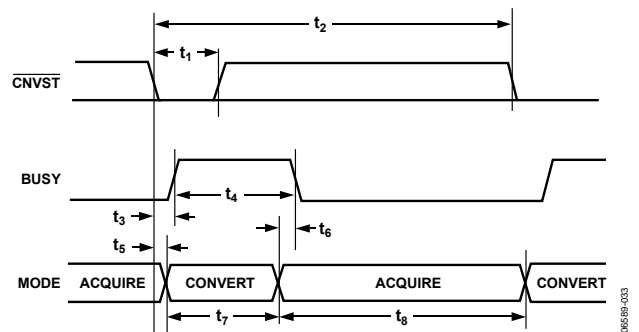 t2
t1
CNVST
BUSY
t4
t3
t6
t5
MODE ACQUIRE CONVERT ACQUIRE CONVERT
t7 t8
06589-033